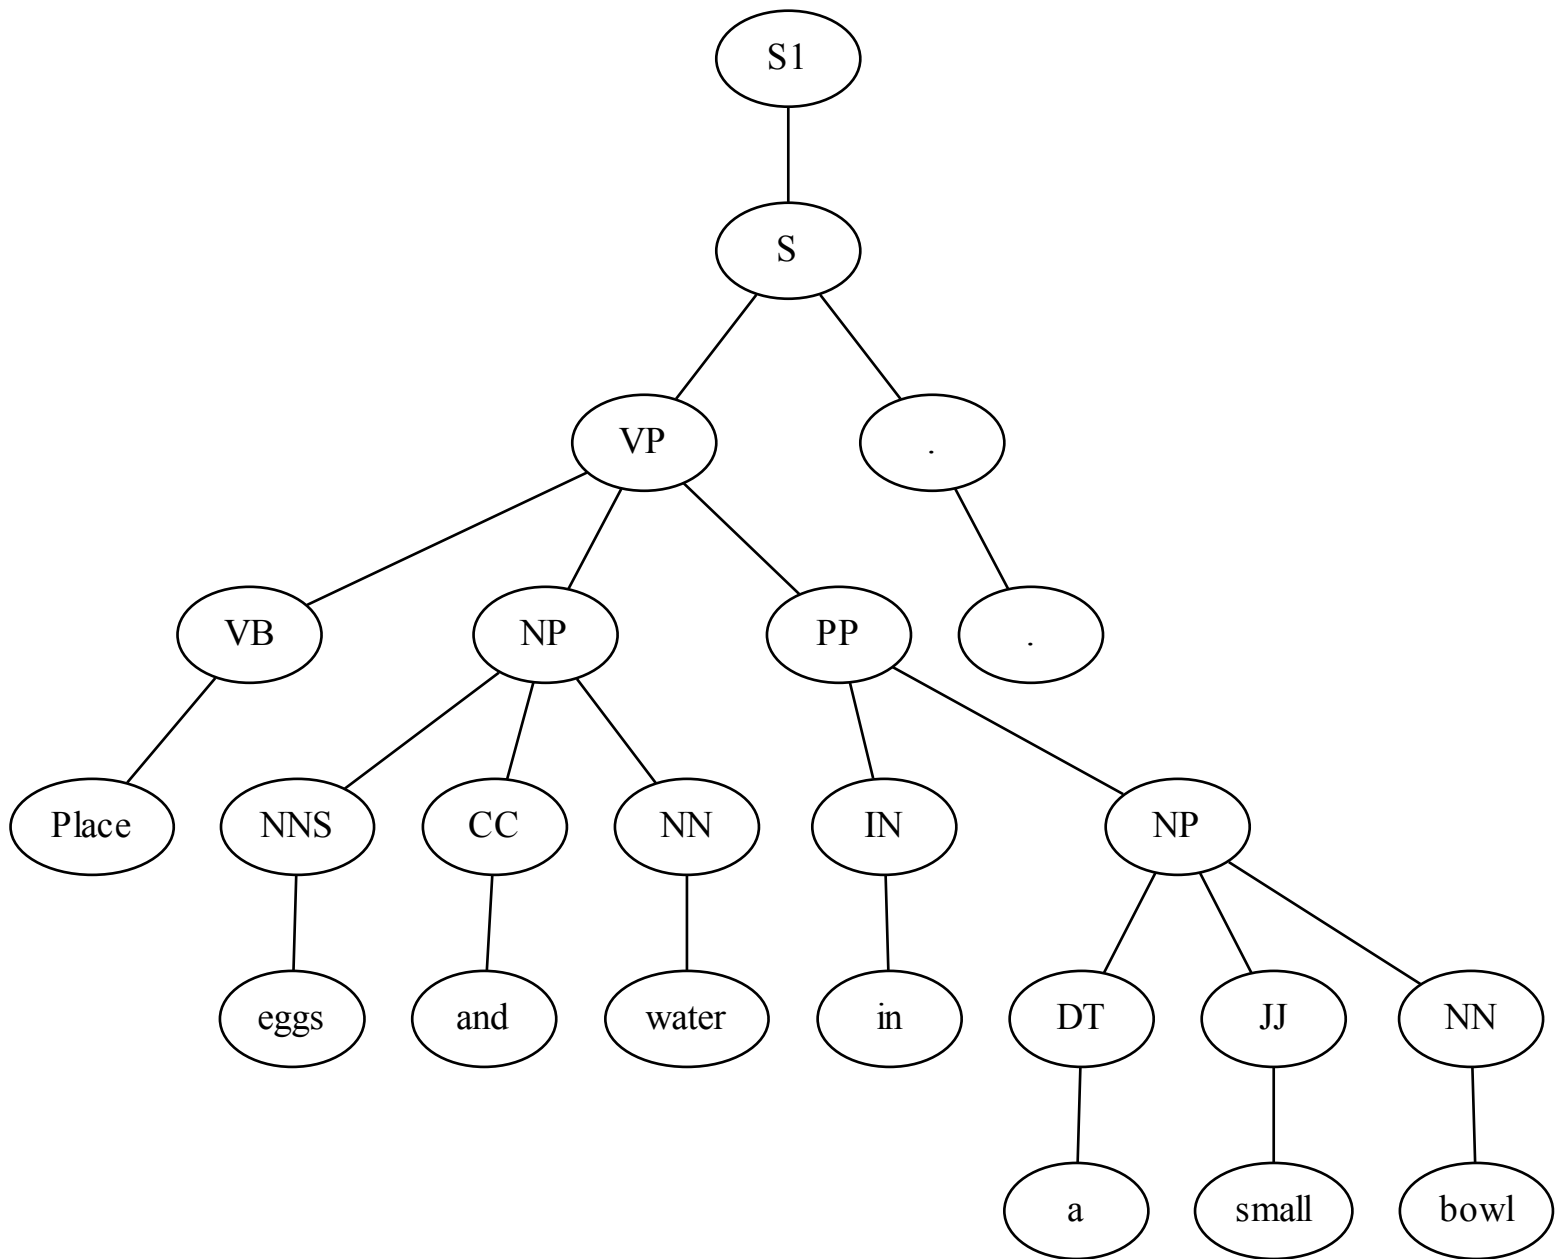 S1
S
VP .
VB NP PP .
Place NNS CC NN IN NP
eggs and water in DT JJ NN
a small bowl